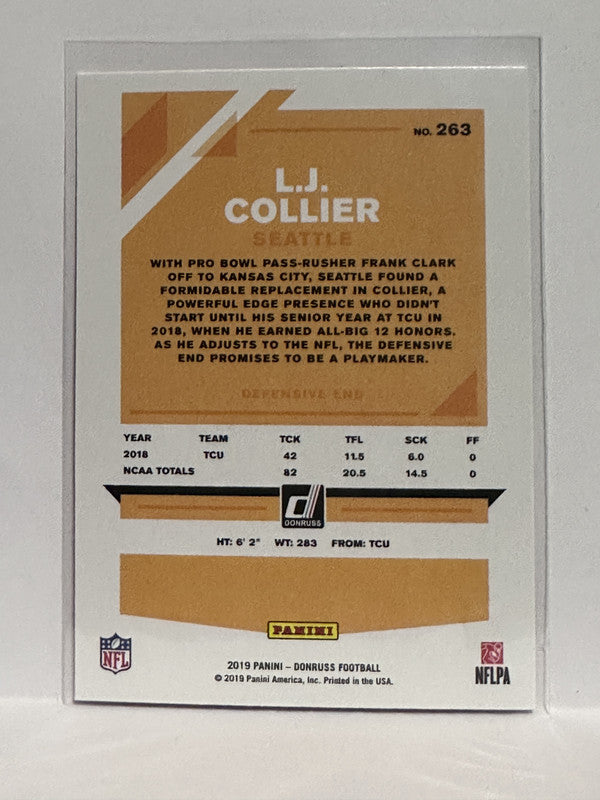 NO. 263
L.J.
COLLIER
SEATTLE
WITH PRO BOWL PASS-RUSHER FRANK CLARK
OFF TO KANSAS CITY, SEATTLE FOUND A
FORMIDABLE REPLACEMENT IN COLLIER, A
POWERFUL EDGE PRESENCE WHO DIDN'T
START UNTIL HIS SENIOR YEAR AT TCU IN
2018, WHEN HE EARNED ALL-BIG 12 HONORS.
AS HE ADJUSTS TO THE NFL, THE DEFENSIVE
END PROMISES TO BE A PLAYMAKER.
DEFENSIVE END
YEAR TEAM TCK TFL SCK FF
2018 TCU 42 11.5 6.0 0
NCAA TOTALS 82 20.5 14.5 0
d
DONRUSS
HT: 6' 2" WT: 283 FROM: TCU
PANINI
NFL
NFLPA
2019 PANINI – DONRUSS FOOTBALL
© 2019 Panini America, Inc. Printed in the USA.